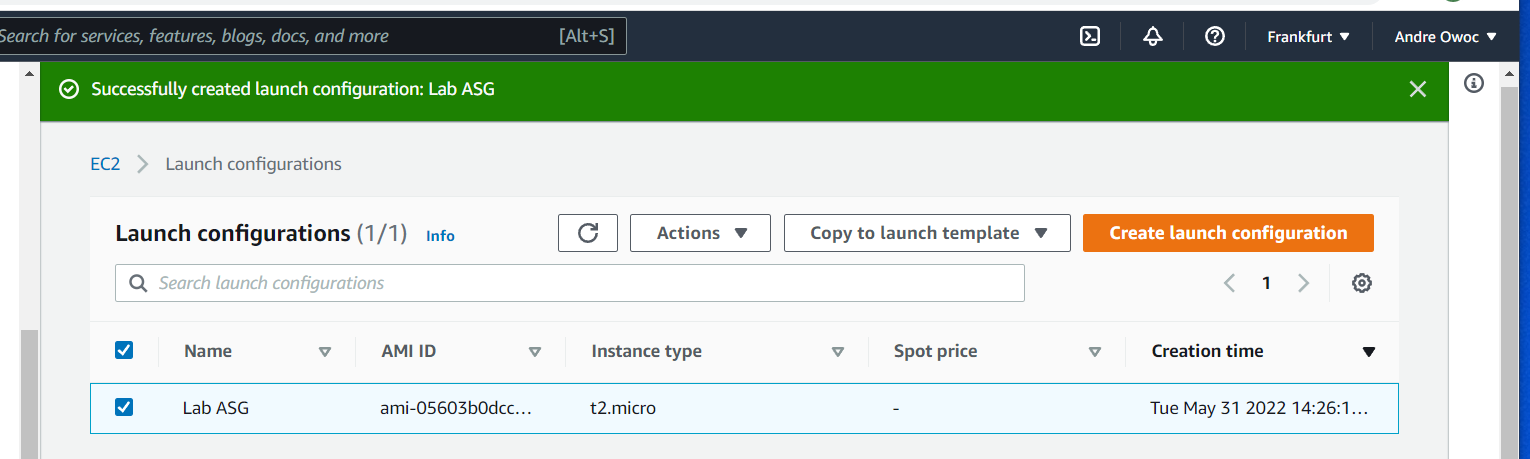 Search for services, features, blogs, docs, and more [Alt+S] Frankfurt Andre Owoc
Successfully created launch configuration: Lab ASG
EC2 Launch configurations
Launch configurations (1/1) Info Actions Copy to launch template Create launch configuration
Search launch configurations 1
Name AMI ID Instance type Spot price Creation time
Lab ASG ami-05603b0dcc... t2.micro - Tue May 31 2022 14:26:1...